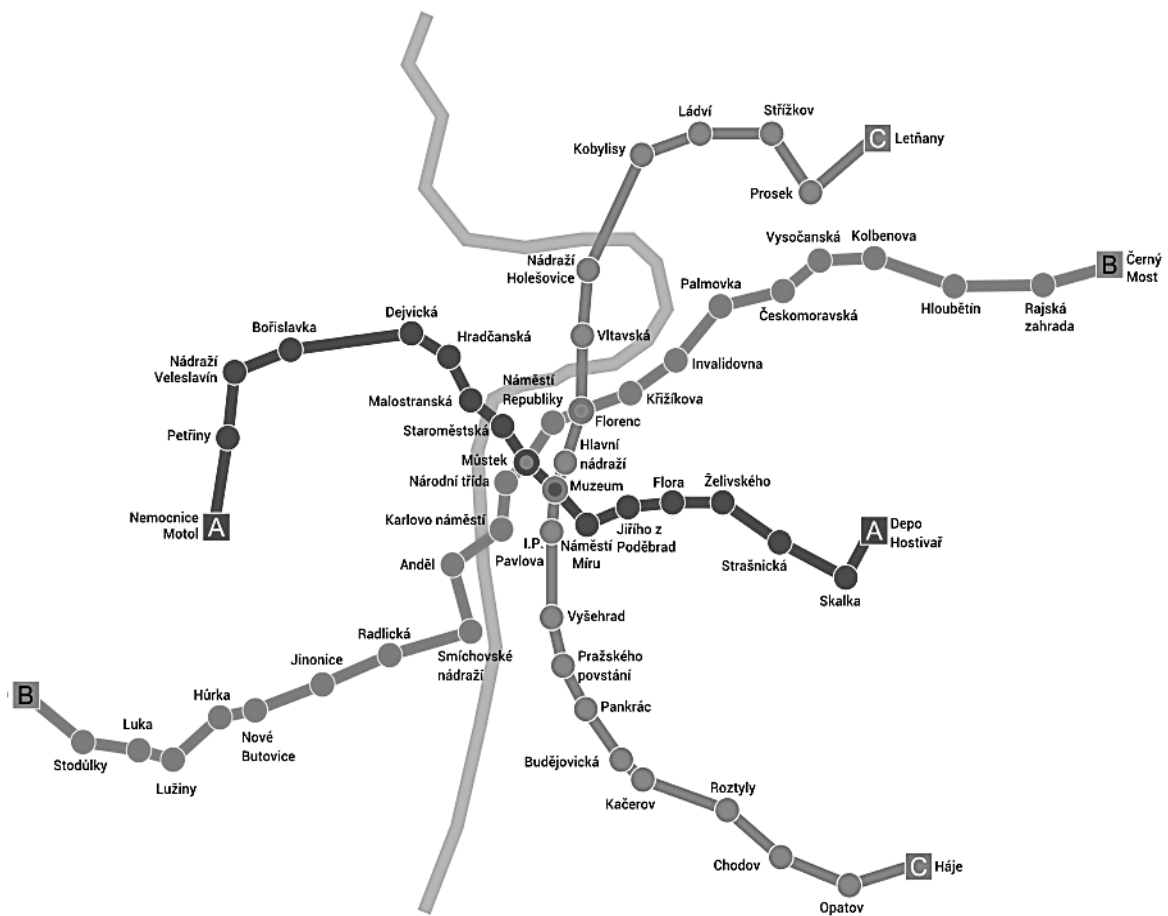 Ládví
Střížkov
C
Letňany
Kobylisy
Prosek
Vysočanská
Kolbenova
Nádraží
Holešovice
B
Černý
Most
Palmovka
Českomoravská
Hloubětín
Rajská
zahrada
Dejvická
Bořislavka
Hradčanská
Vltavská
Nádraží
Veleslavín
Invalidovna
Náměstí
Republiky
Malostranská
Křižíkova
Staroměstská
Florenc
Petřiny
Hlavní
nádraží
Můstek
Národní třída
Muzeum
Flora
Želivského
Nemocnice
Motol
A
Karlovo náměstí
I.P.
Pavlova
Náměstí
Míru
Jiřího z
Poděbrad
A
Depo
Hostivař
Strašnická
Anděl
Skalka
Vyšehrad
Radlická
Smíchovské
nádraží
Jinonice
Pražského
povstání
B
Hůrka
Pankrác
Luka
Nové
Butovice
Stodůlky
Lužiny
Budějovická
Kačerov
Roztyly
Chodov
C
Háje
Opatov